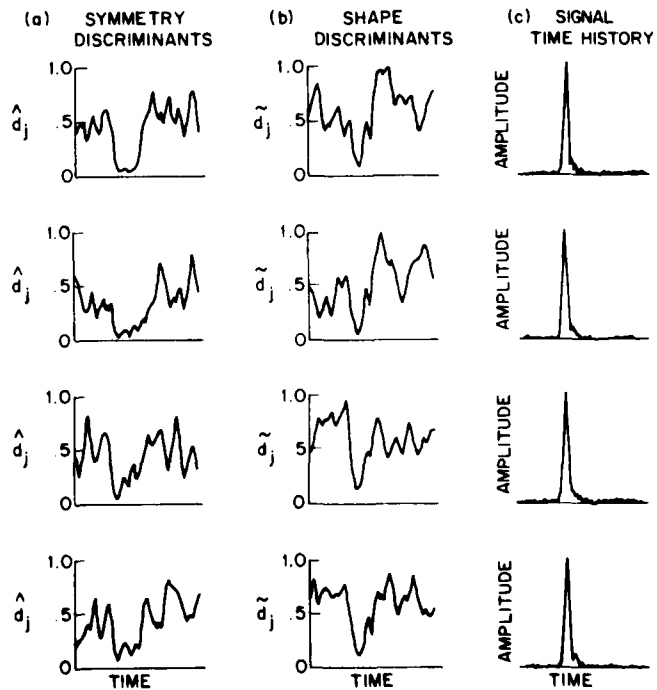 (a) SYMMETRY DISCRIMINANTS
(b) SHAPE DISCRIMINANTS
(c) SIGNAL TIME HISTORY
1.0
d̂j .5
0
1.0
d̃j .5
0
AMPLITUDE
1.0
d̂j .5
0
1.0
d̃j .5
0
AMPLITUDE
1.0
d̂j .5
0
1.0
d̃j .5
0
AMPLITUDE
1.0
d̂j .5
0
TIME
1.0
d̃j .5
0
TIME
AMPLITUDE
TIME